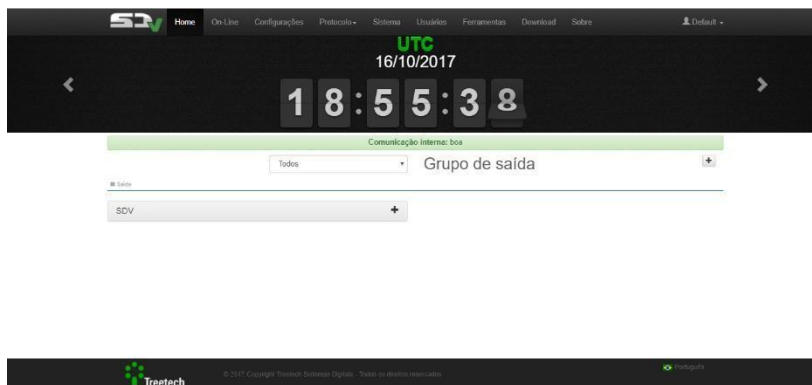 SDV Home On-Line Configurações Protocolo Sistema Usuários Ferramentas Download Sobre Default
UTC
16/10/2017
18:55:38
Comunicação interna: boa
Todos Grupo de saída +
Saída
SDV +
Treetech © 2017 Copyright Treetech Sistemas Digitais - Todos os direitos reservados Português